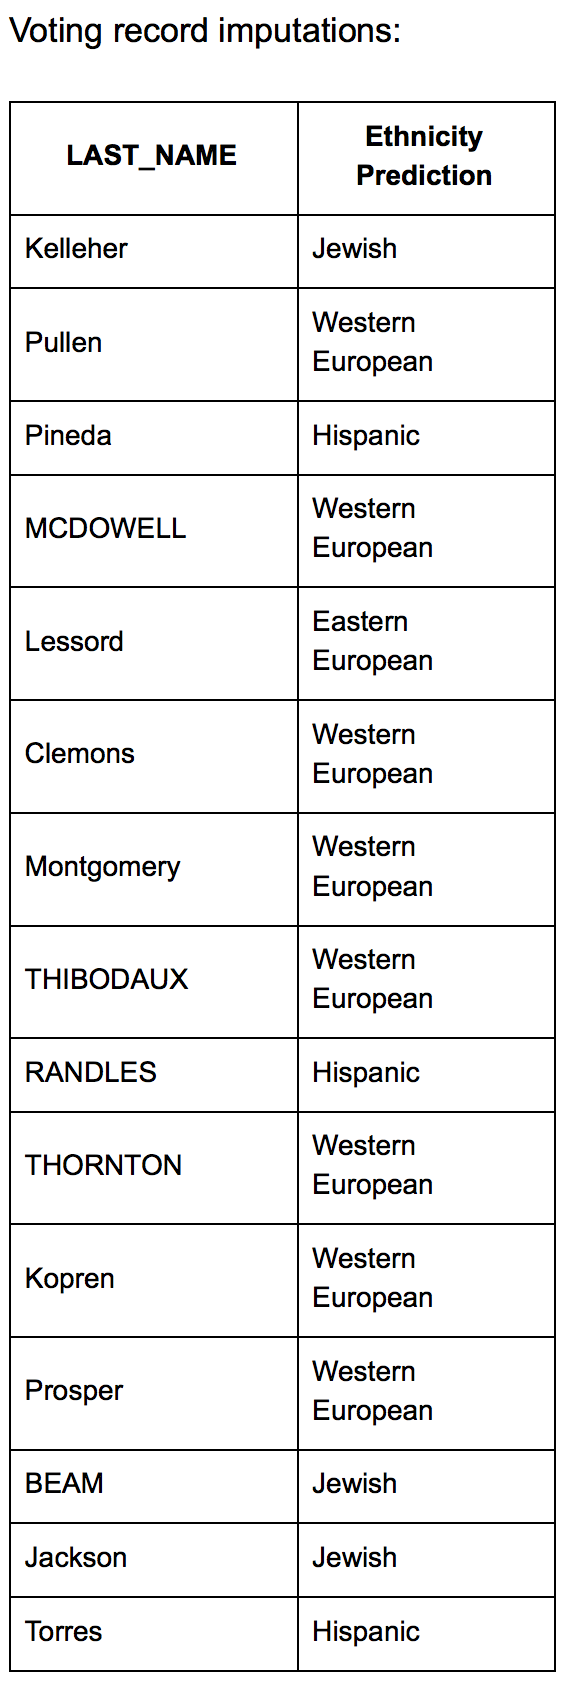 Voting record imputations:
LAST_NAME
Ethnicity
Prediction
Kelleher
Jewish
Pullen
Western
European
Pineda
Hispanic
MCDOWELL
Western
European
Lessord
Eastern
European
Clemons
Western
European
Montgomery
Western
European
THIBODAUX
Western
European
RANDLES
Hispanic
THORNTON
Western
European
Kopren
Western
European
Prosper
Western
European
BEAM
Jewish
Jackson
Jewish
Torres
Hispanic